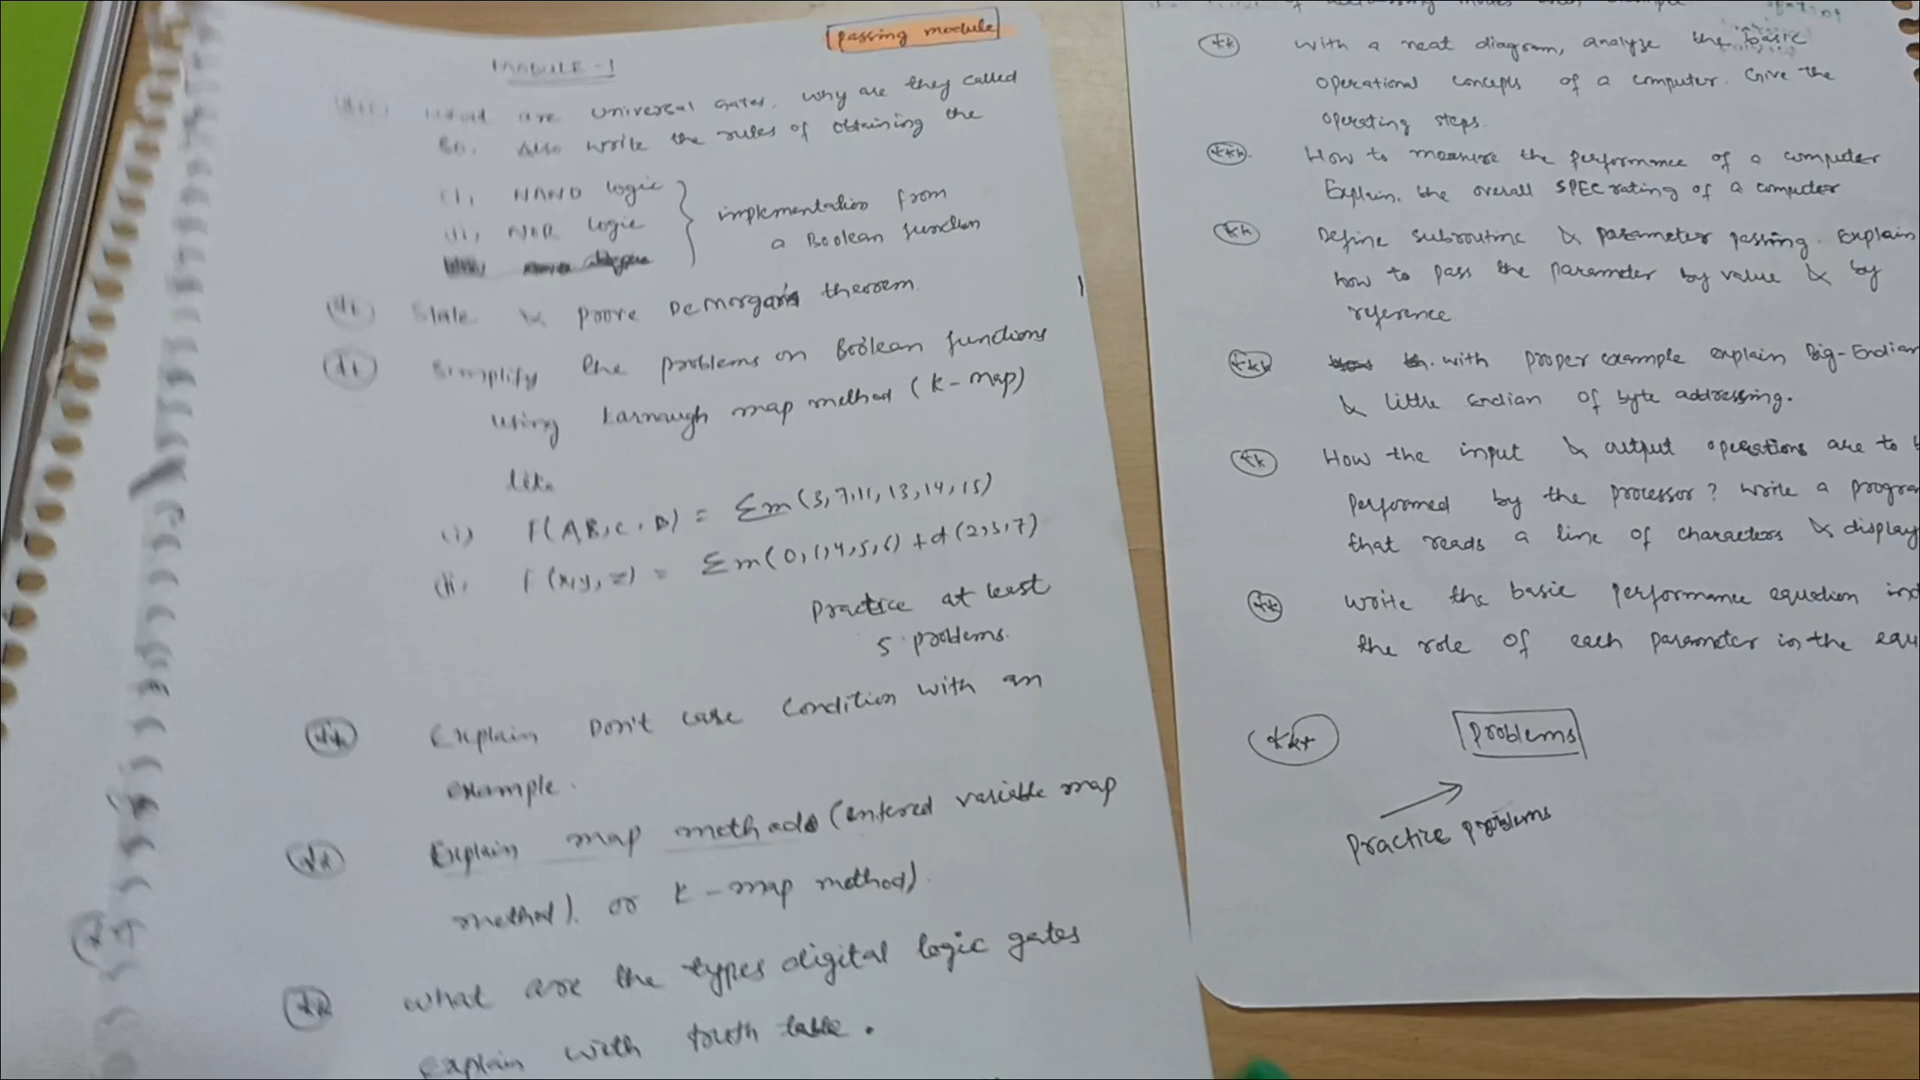 passing module
MODULE - 1
What are universal gates. why are they called
so. Also write the rules of obtaining the
(i) NAND logic
(ii) NOR logic
implementation from
a Boolean function
State & proove DeMorgan's theorem.
Simplify the problems on Boolean functions
using karnaugh map method (k-map)
like
(i) F(A,B,C,D) = Σm(3,7,11,13,14,15)
(ii) F(x,y,z) = Σm(0,1,4,5,6)+d(2,3,7)
practice at least
5 problems.
Explain Don't case condition with an
example.
Explain map methods (entered variable map
method). or k-map method).
what are the types digital logic gates
explain with truth table.
** with a neat diagram, analyze the basic
operational concepts of a computer. Give the
operating steps.
How to measure the performance of a computer
Explain. the overall SPEC rating of a computer
Define subroutine & parameter passing. Explain
how to pass the parameter by value & by
reference
with proper example explain Big-Endian
& little endian of byte addressing.
How the input & output operations are to
performed by the processor? write a progra
that reads a line of characters & display
write the basic performance equation
the role of each parameter in the equ
Problems
Practice problems